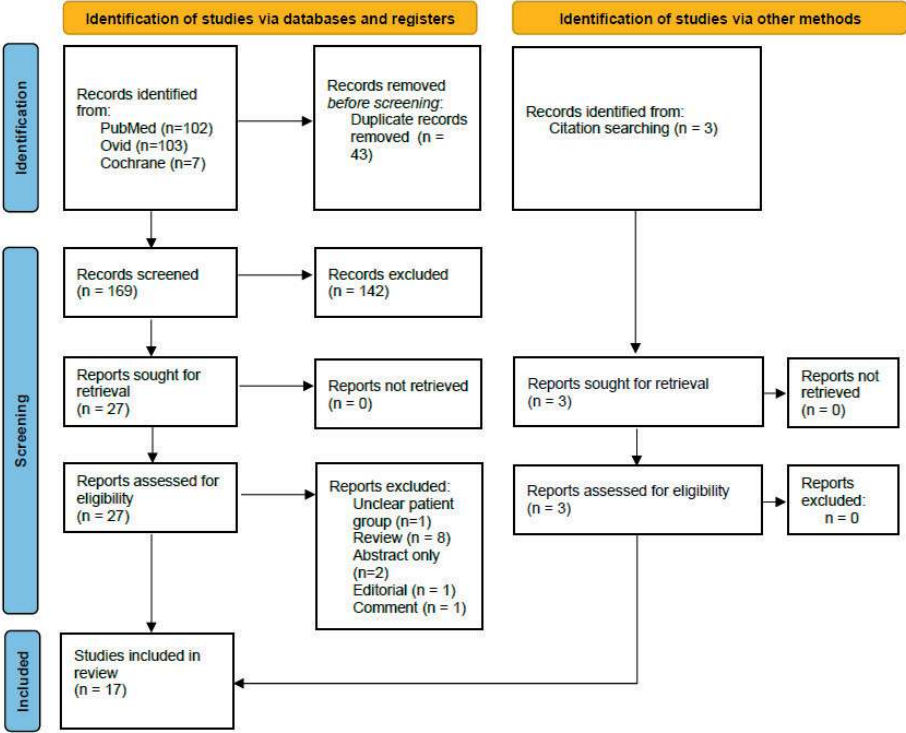 Identification of studies via databases and registers
Identification of studies via other methods
Identification
Records identified
from:
PubMed (n=102)
Ovid (n=103)
Cochrane (n=7)
Records removed
before screening:
Duplicate records
removed (n =
43)
Records identified from:
Citation searching (n = 3)
Screening
Records screened
(n = 169)
Records excluded
(n = 142)
Reports sought for
retrieval
(n = 27)
Reports not retrieved
(n = 0)
Reports sought for retrieval
(n = 3)
Reports not
retrieved
(n = 0)
Reports assessed for
eligibility
(n = 27)
Reports excluded:
Unclear patient
group (n=1)
Review (n = 8)
Abstract only
(n=2)
Editorial (n = 1)
Comment (n = 1)
Reports assessed for eligibility
(n = 3)
Reports
excluded:
n = 0
Included
Studies included in
review
(n = 17)